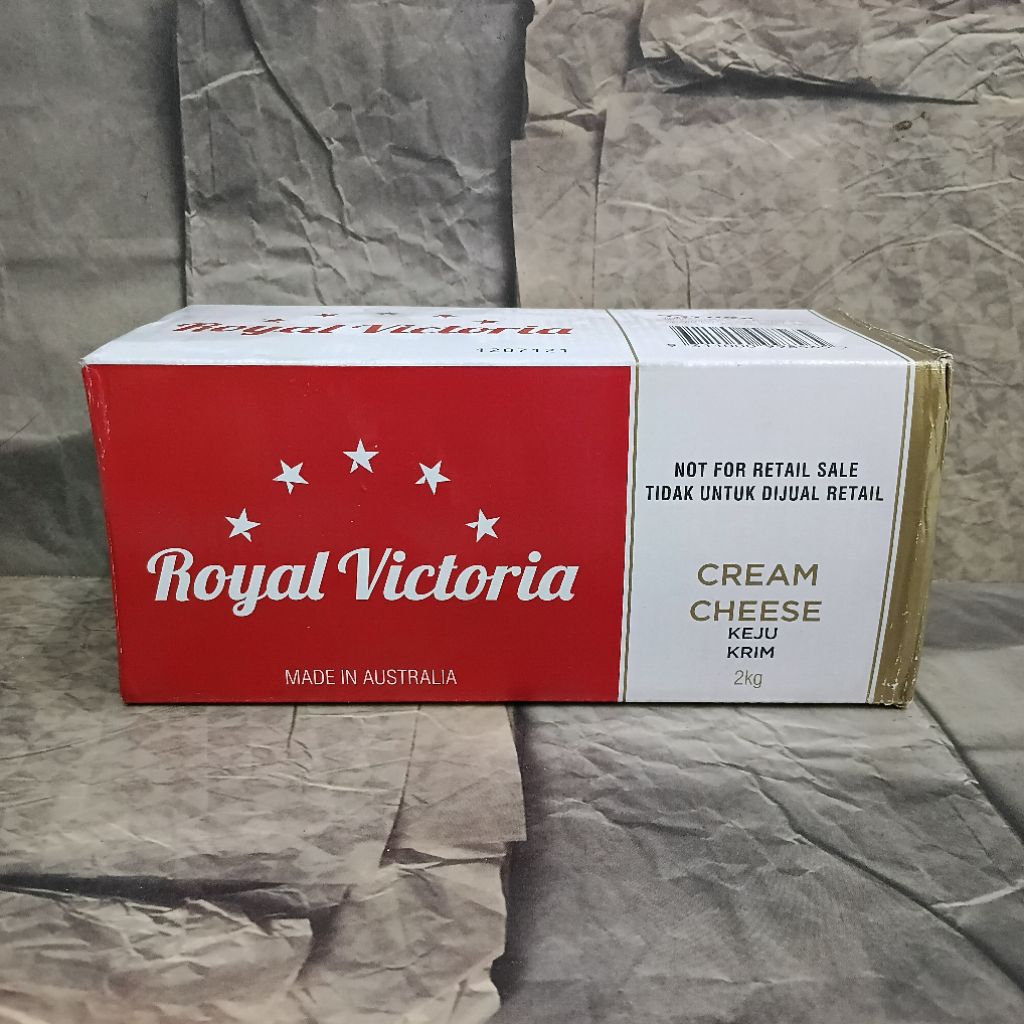 Royal Victoria
Royal Victoria
MADE IN AUSTRALIA
NOT FOR RETAIL SALE
TIDAK UNTUK DIJUAL RETAIL
CREAM
CHEESE
KEJU
KRIM
2kg